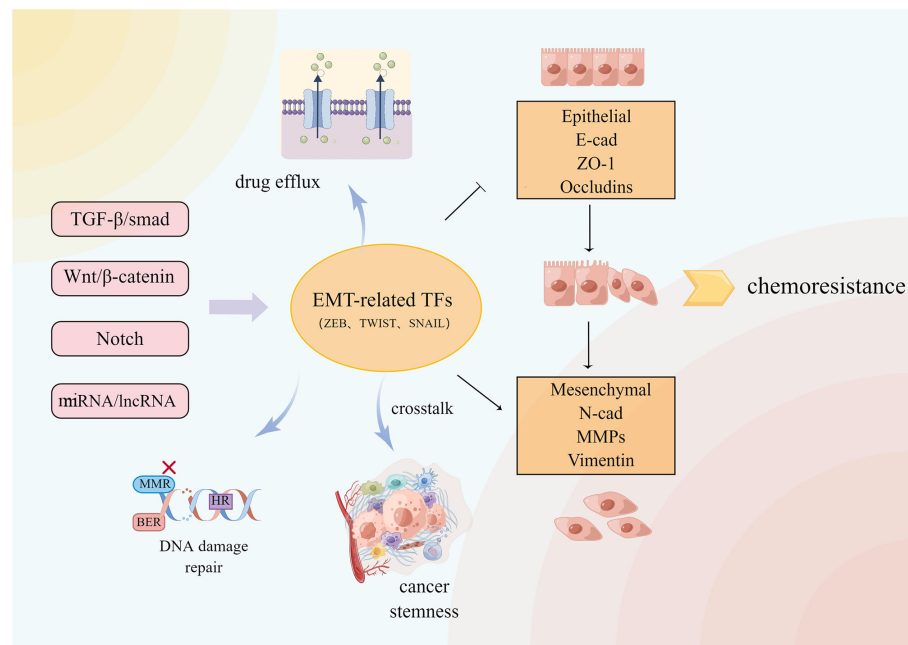 drug efflux
TGF-β/smad
Wnt/β-catenin
Notch
miRNA/lncRNA
EMT-related TFs
(ZEB、TWIST、SNAIL)
crosstalk
MMR
HR
BER
DNA damage
repair
cancer
stemness
Epithelial
E-cad
ZO-1
Occludins
chemoresistance
Mesenchymal
N-cad
MMPs
Vimentin